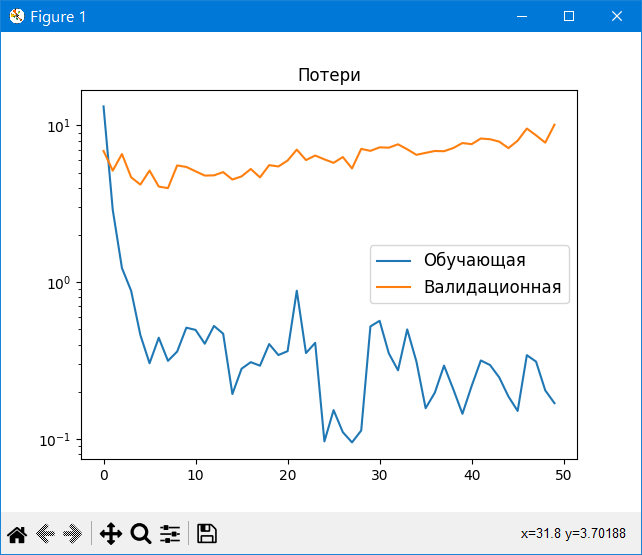 Figure 1
Потери
10¹
10⁰
10⁻¹
Обучающая
Валидационная
0 10 20 30 40 50
x=31.8 y=3.70188